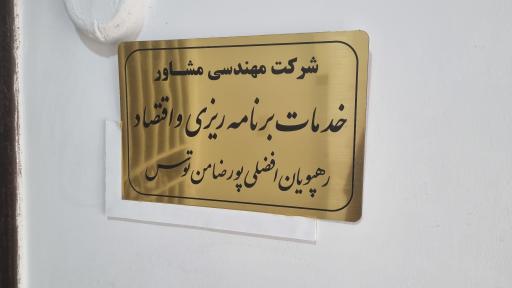 شرکت مهندسی مشاور
خدمات برنامه ریزی و اقتصاد
رهپویان افضلی پور ضامن توس